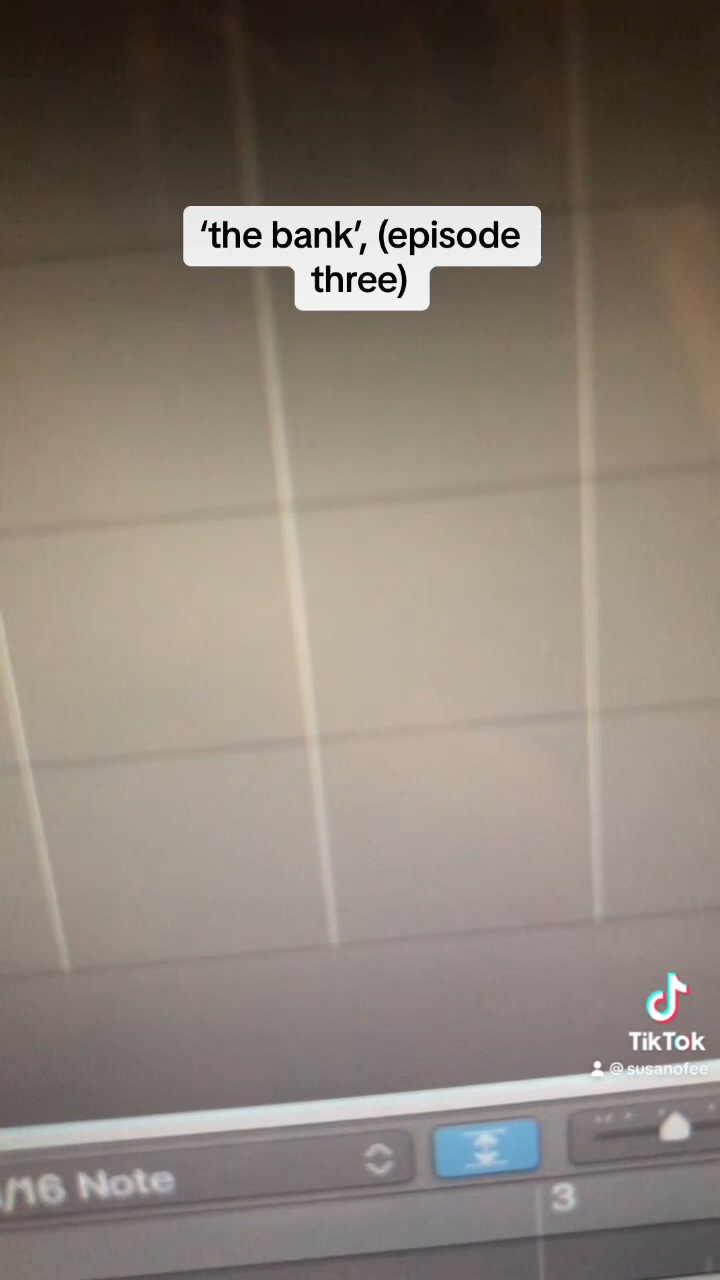 ‘the bank’, (episode
three)
TikTok
@susanofee
/16 Note
3